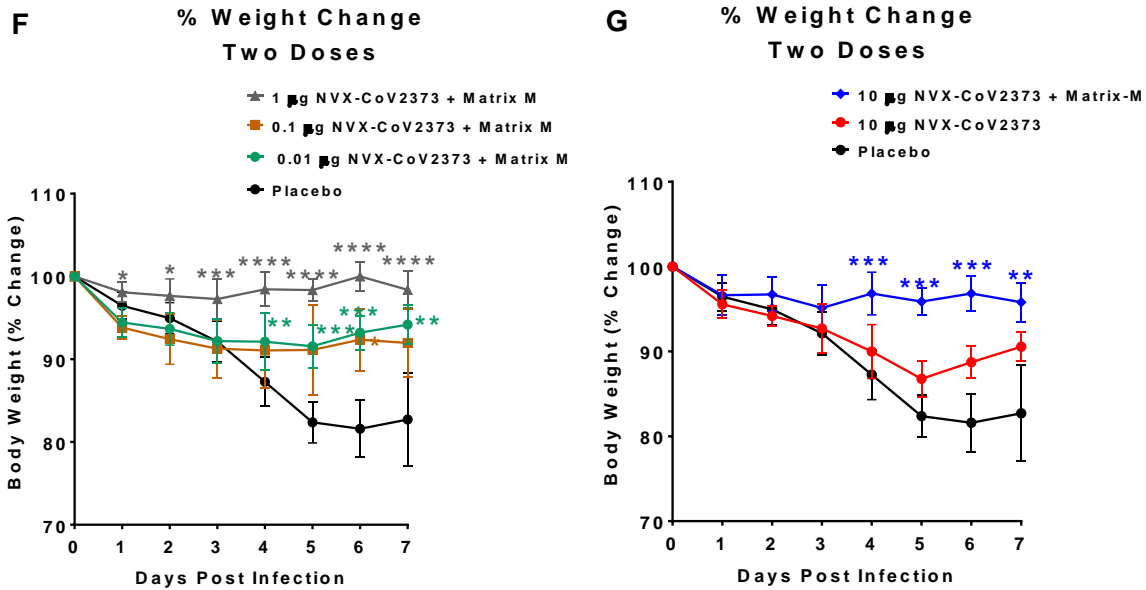 F
% Weight Change
Two Doses
1 μg NVX-CoV2373 + Matrix M
0.1 μg NVX-CoV2373 + Matrix M
0.01 μg NVX-CoV2373 + Matrix M
Placebo
Body Weight (% Change)
110
100
90
80
70
* * *** **** **** **** ****
** *** *** * **
0 1 2 3 4 5 6 7
Days Post Infection
G
% Weight Change
Two Doses
10 μg NVX-CoV2373 + Matrix-M
10 μg NVX-CoV2373
Placebo
Body Weight (% Change)
110
100
90
80
70
*** *** *** **
0 1 2 3 4 5 6 7
Days Post Infection